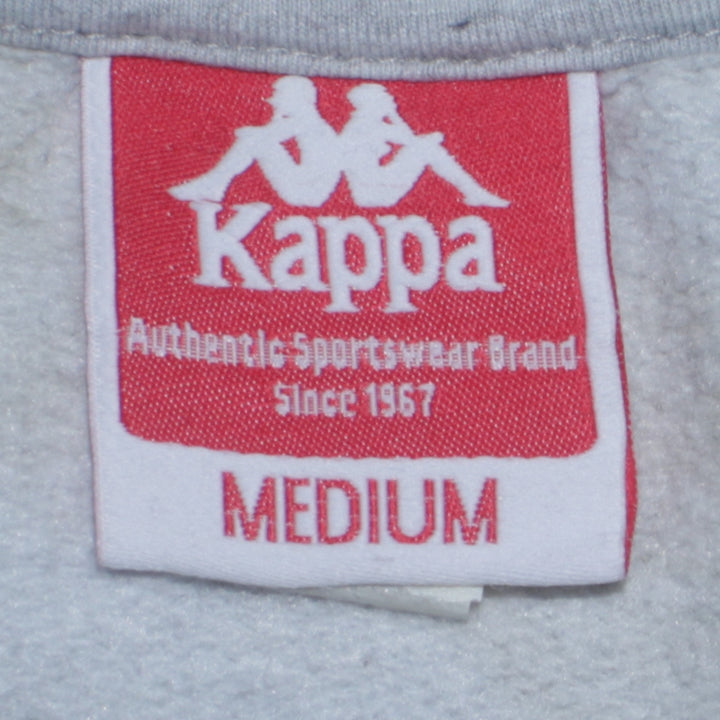 Kappa
Authentic Sportswear Brand
Since 1967
MEDIUM